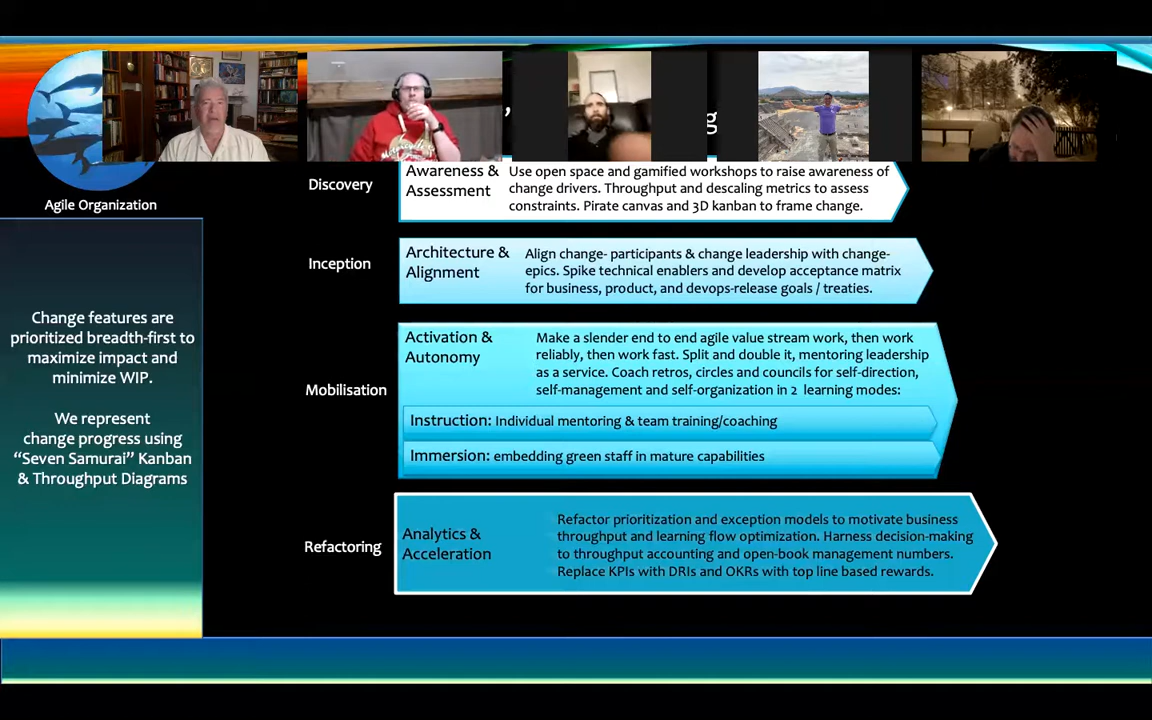 ,
g
Discovery
Awareness &
Assessment
Use open space and gamified workshops to raise awareness of
change drivers. Throughput and descaling metrics to assess
constraints. Pirate canvas and 3D kanban to frame change.
Agile Organization
Inception
Architecture &
Alignment
Align change- participants & change leadership with change-
epics. Spike technical enablers and develop acceptance matrix
for business, product, and devops-release goals / treaties.
Change features are
prioritized breadth-first to
maximize impact and
minimize WIP.
We represent
change progress using
“Seven Samurai” Kanban
& Throughput Diagrams
Mobilisation
Activation &
Autonomy
Make a slender end to end agile value stream work, then work
reliably, then work fast. Split and double it, mentoring leadership
as a service. Coach retros, circles and councils for self-direction,
self-management and self-organization in 2 learning modes:
Instruction: Individual mentoring & team training/coaching
Immersion: embedding green staff in mature capabilities
Refactoring
Analytics &
Acceleration
Refactor prioritization and exception models to motivate business
throughput and learning flow optimization. Harness decision-making
to throughput accounting and open-book management numbers.
Replace KPIs with DRIs and OKRs with top line based rewards.